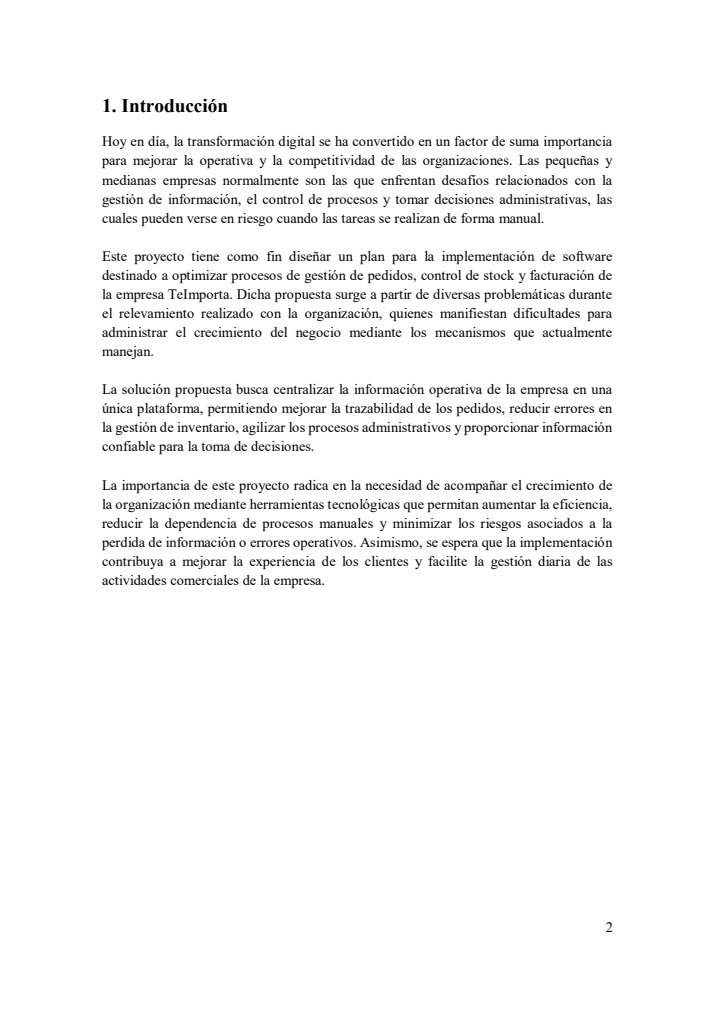 1. Introducción
Hoy en día, la transformación digital se ha convertido en un factor de suma importancia
para mejorar la operativa y la competitividad de las organizaciones. Las pequeñas y
medianas empresas normalmente son las que enfrentan desafíos relacionados con la
gestión de información, el control de procesos y tomar decisiones administrativas, las
cuales pueden verse en riesgo cuando las tareas se realizan de forma manual.
Este proyecto tiene como fin diseñar un plan para la implementación de software
destinado a optimizar procesos de gestión de pedidos, control de stock y facturación de
la empresa TeImporta. Dicha propuesta surge a partir de diversas problemáticas durante
el relevamiento realizado con la organización, quienes manifiestan dificultades para
administrar el crecimiento del negocio mediante los mecanismos que actualmente
manejan.
La solución propuesta busca centralizar la información operativa de la empresa en una
única plataforma, permitiendo mejorar la trazabilidad de los pedidos, reducir errores en
la gestión de inventario, agilizar los procesos administrativos y proporcionar información
confiable para la toma de decisiones.
La importancia de este proyecto radica en la necesidad de acompañar el crecimiento de
la organización mediante herramientas tecnológicas que permitan aumentar la eficiencia,
reducir la dependencia de procesos manuales y minimizar los riesgos asociados a la
perdida de información o errores operativos. Asimismo, se espera que la implementación
contribuya a mejorar la experiencia de los clientes y facilite la gestión diaria de las
actividades comerciales de la empresa.
2